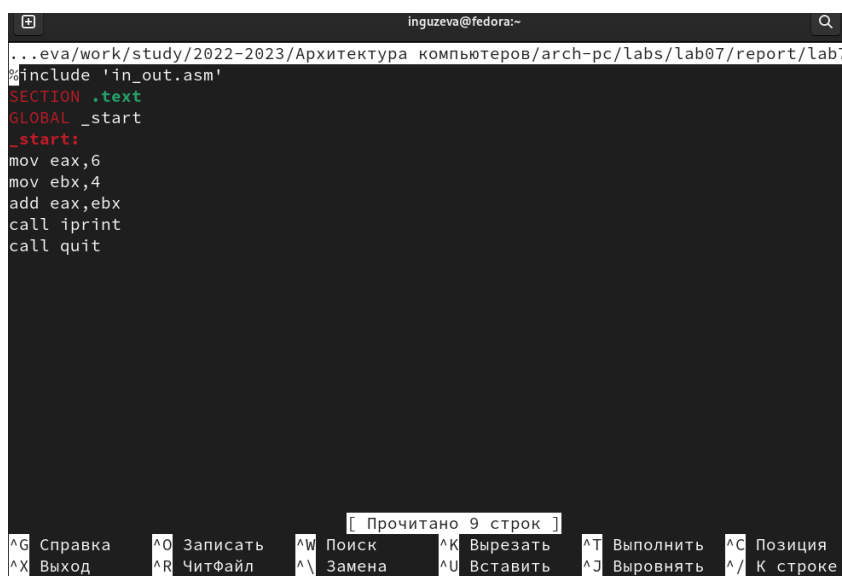 inguzeva@fedora:~
...eva/work/study/2022-2023/Архитектура компьютеров/arch-pc/labs/lab07/report/lab7
%include 'in_out.asm'
SECTION .text
GLOBAL _start
_start:
mov eax,6
mov ebx,4
add eax,ebx
call iprint
call quit
[ Прочитано 9 строк ]
^G Справка ^O Записать ^W Поиск ^K Вырезать ^T Выполнить ^C Позиция
^X Выход ^R ЧитФайл ^\ Замена ^U Вставить ^J Выровнять ^/ К строке